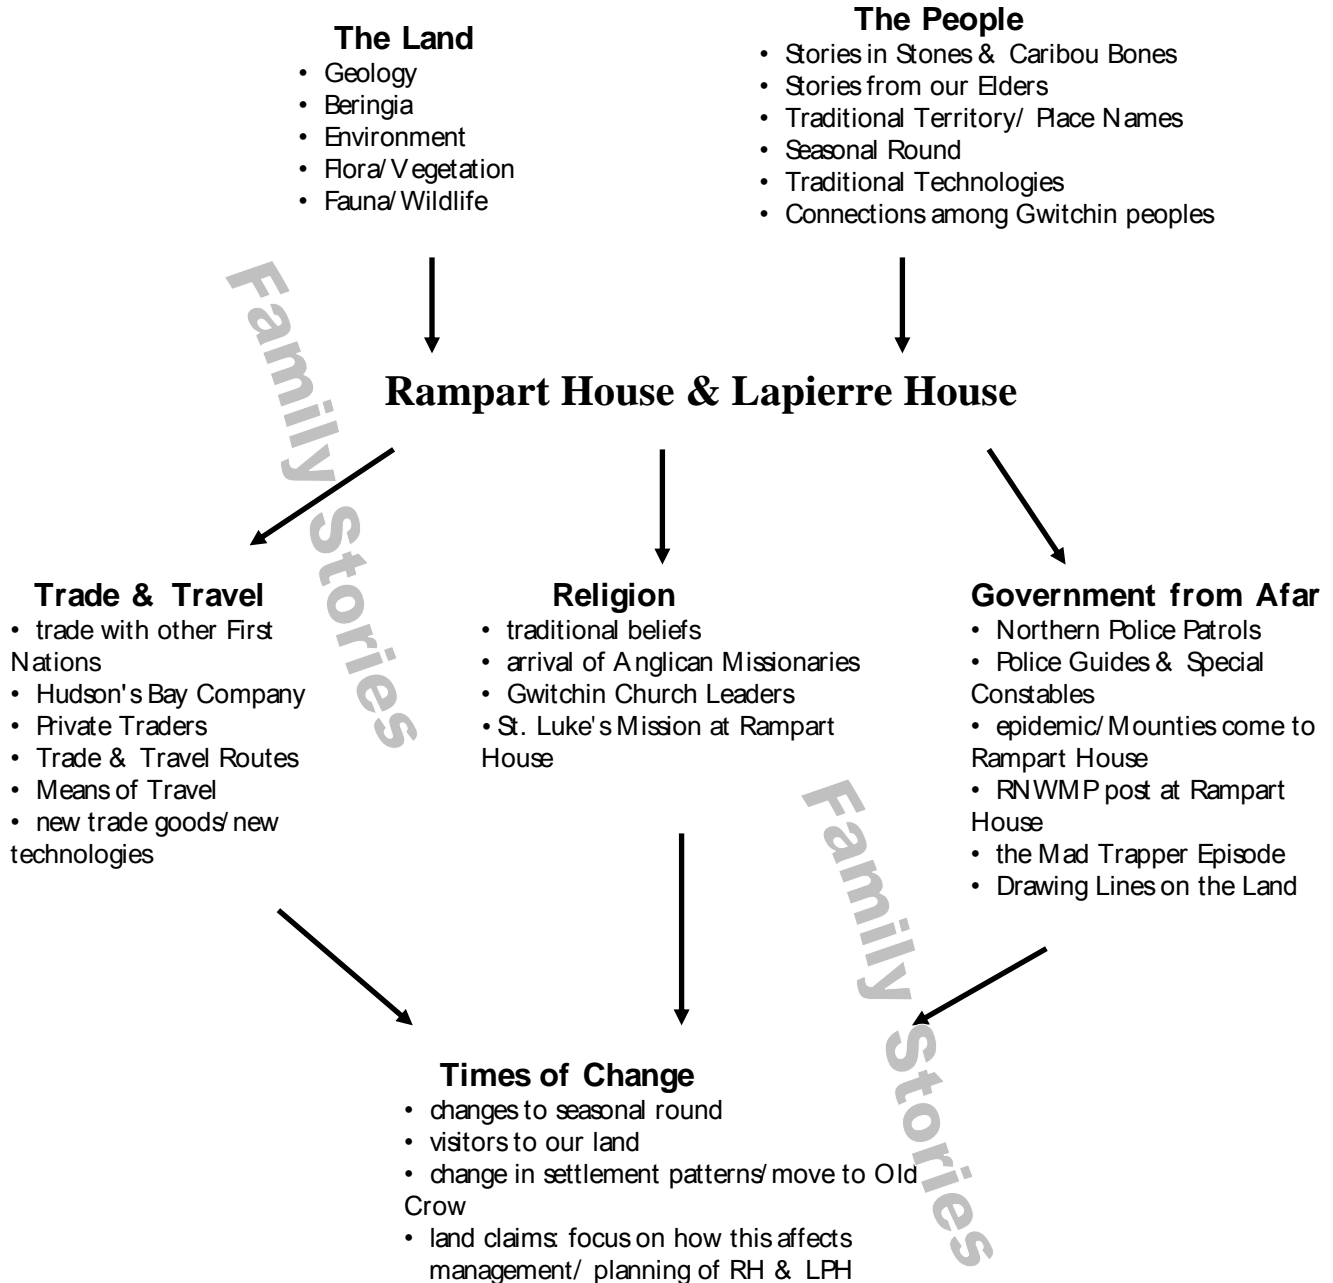 The Land
• Geology
• Beringia
• Environment
• Flora/ Vegetation
• Fauna/ Wildlife
The People
• Stories in Stones & Caribou Bones
• Stories from our Elders
• Traditional Territory/ Place Names
• Seasonal Round
• Traditional Technologies
• Connections among Gwitchin peoples
Family Stories
Rampart House & Lapierre House
Trade & Travel
• trade with other First
Nations
• Hudson's Bay Company
• Private Traders
• Trade & Travel Routes
• Means of Travel
• new trade goods/ new
technologies
Religion
• traditional beliefs
• arrival of Anglican Missionaries
• Gwitchin Church Leaders
• St. Luke's Mission at Rampart
House
Government from Afar
• Northern Police Patrols
• Police Guides & Special
Constables
• epidemic/ Mounties come to
Rampart House
• RNWMP post at Rampart
House
• the Mad Trapper Episode
• Drawing Lines on the Land
Family Stories
Times of Change
• changes to seasonal round
• visitors to our land
• change in settlement patterns/ move to Old
Crow
• land claims: focus on how this affects
management/ planning of RH & LPH